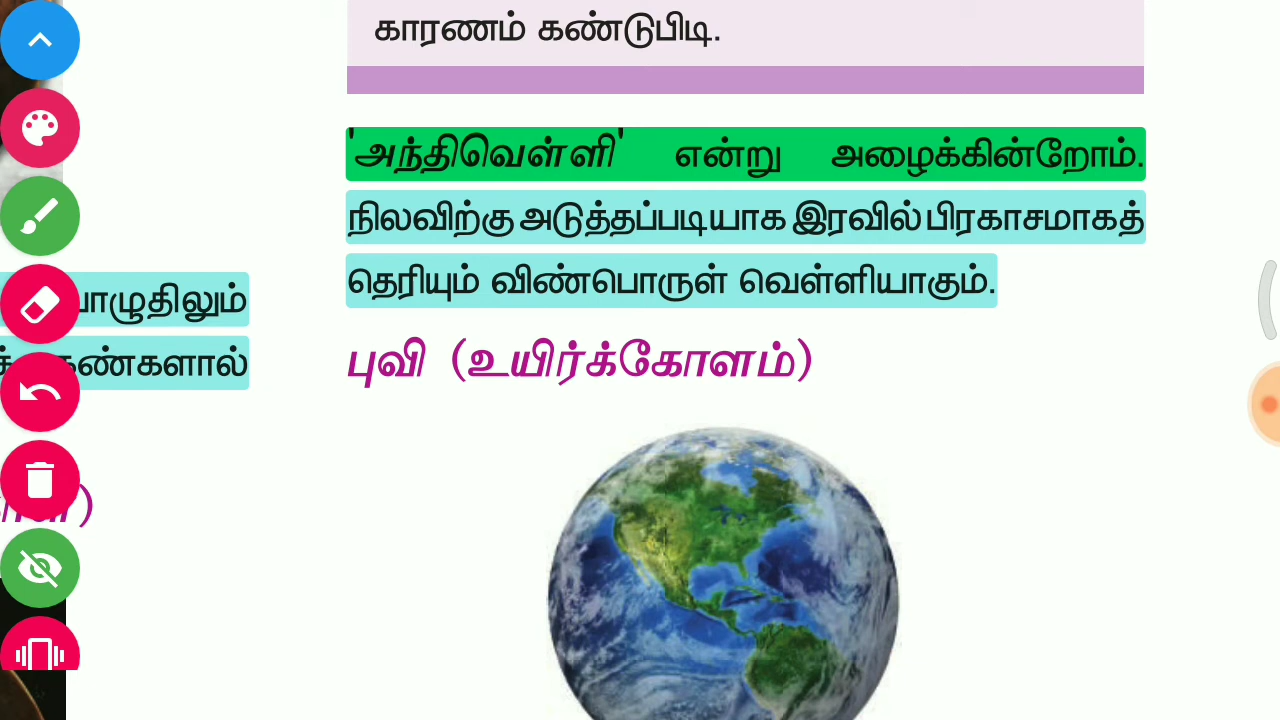 காரணம் கண்டுபிடி.
'அந்திவெள்ளி' என்று அழைக்கின்றோம்.
நிலவிற்கு அடுத்தப்படியாக இரவில் பிரகாசமாகத்
தெரியும் விண்பொருள் வெள்ளியாகும்.
புவி (உயிர்க்கோளம்)